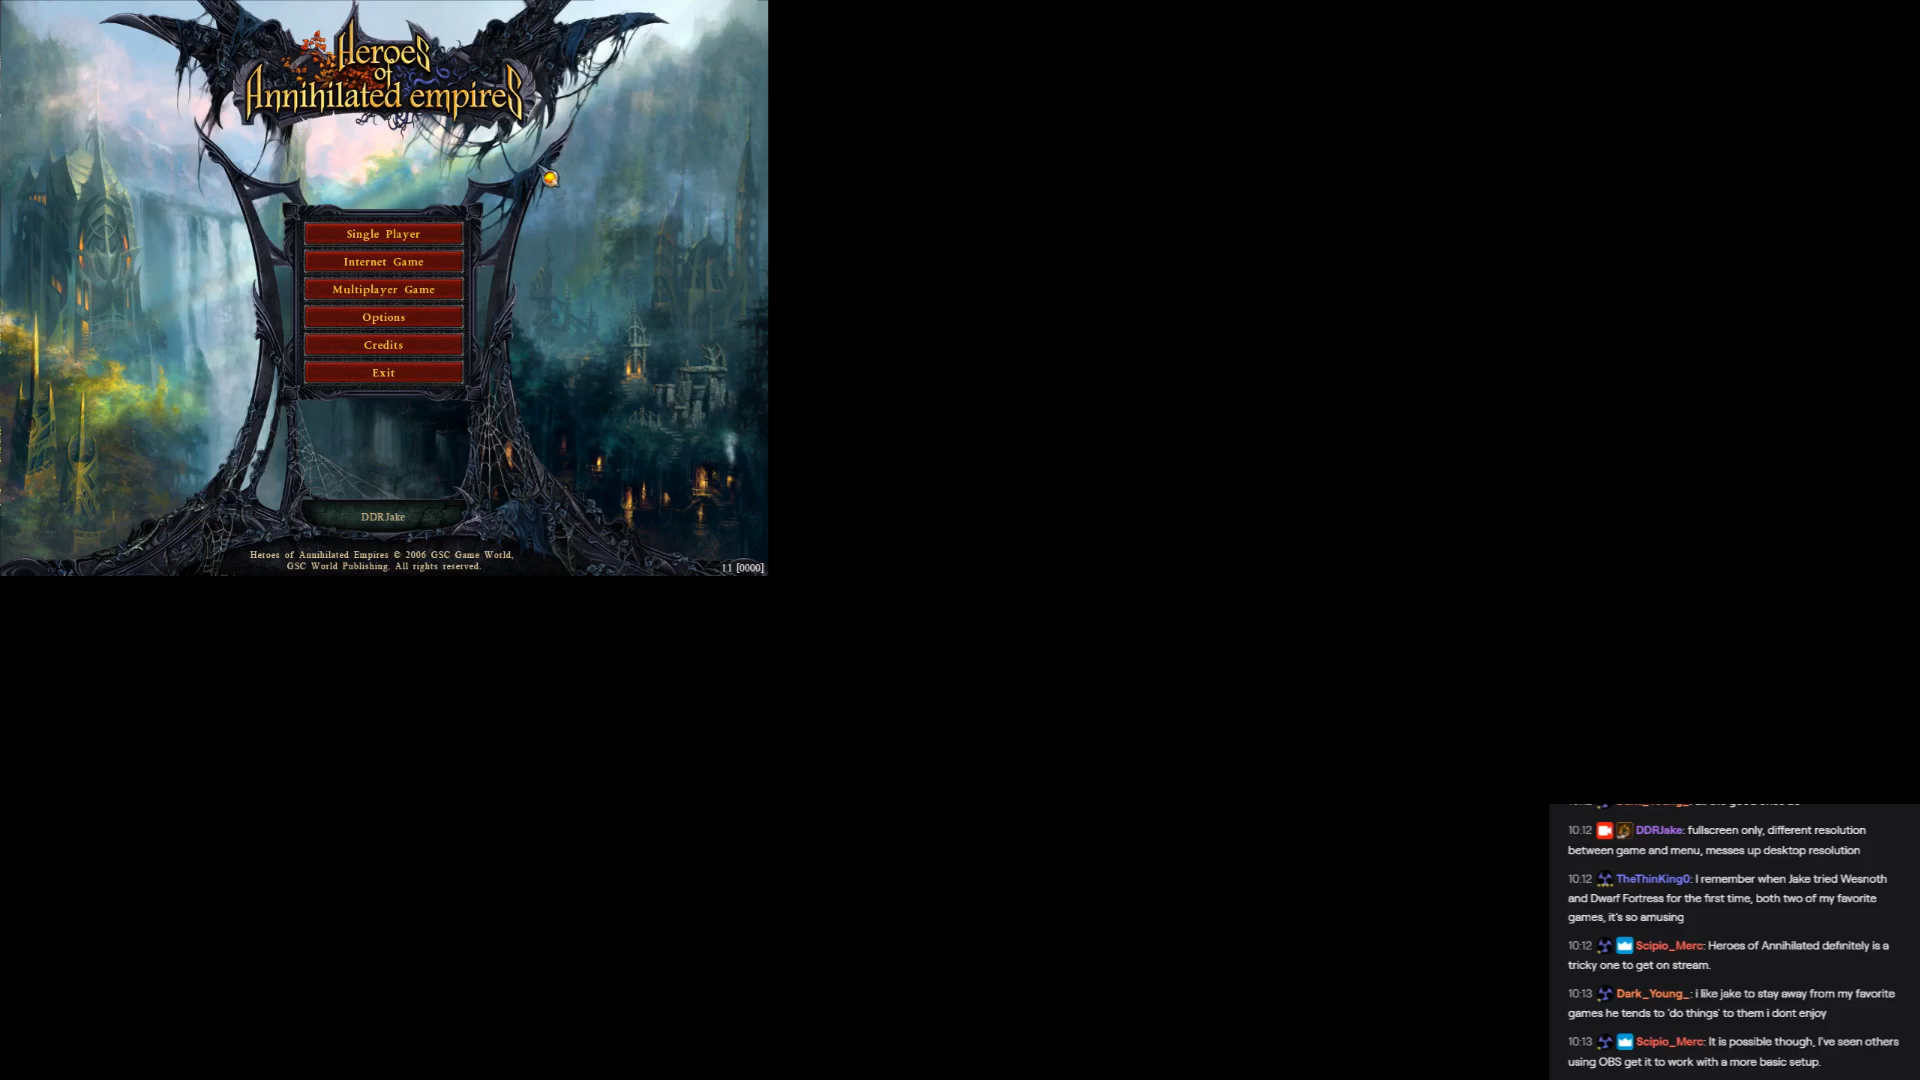 Heroes
of
Annihilated empires
Single Player
Internet Game
Multiplayer Game
Options
Credits
Exit
DDRJake
Heroes of Annihilated Empires © 2006 GSC Game World,
GSC World Publishing. All rights reserved.
1.1 [0000]
10:12 DDRJake: fullscreen only, different resolution
between game and menu, messes up desktop resolution
10:12 TheThinKing0: I remember when Jake tried Wesnoth
and Dwarf Fortress for the first time, both two of my favorite
games, it's so amusing
10:12 Scipio_Merc: Heroes of Annihilated definitely is a
tricky one to get on stream.
10:13 Dark_Young_: i like jake to stay away from my favorite
games he tends to 'do things' to them i dont enjoy
10:13 Scipio_Merc: It is possible though, I've seen others
using OBS get it to work with a more basic setup.